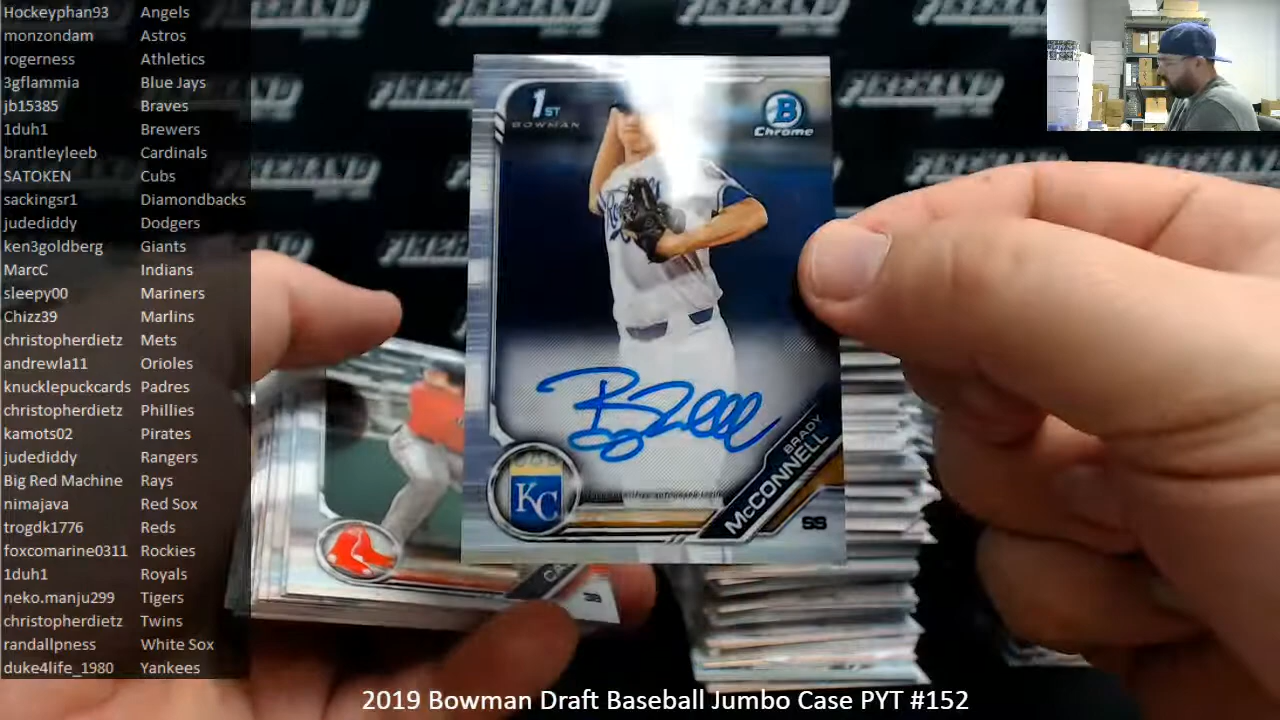 Hockeyphan93 Angels
monzondam Astros
rogerness Athletics
3gflammia Blue Jays
jb15385 Braves
1duh1 Brewers
brantleyleeb Cardinals
SATOKEN Cubs
sackingsr1 Diamondbacks
judediddy Dodgers
ken3goldberg Giants
MarcC Indians
sleepy00 Mariners
Chizz39 Marlins
christopherdietz Mets
andrewla11 Orioles
knucklepuckcards Padres
christopherdietz Phillies
kamots02 Pirates
judediddy Rangers
Big Red Machine Rays
nimajava Red Sox
trogdk1776 Reds
foxcomarine0311 Rockies
1duh1 Royals
neko.manju299 Tigers
christopherdietz Twins
randallpness White Sox
duke4life_1980 Yankees
1ST
BOWMAN
B
Chrome
KC
BRADY
McCONNELL
SS
CA
2019 Bowman Draft Baseball Jumbo Case PYT #152